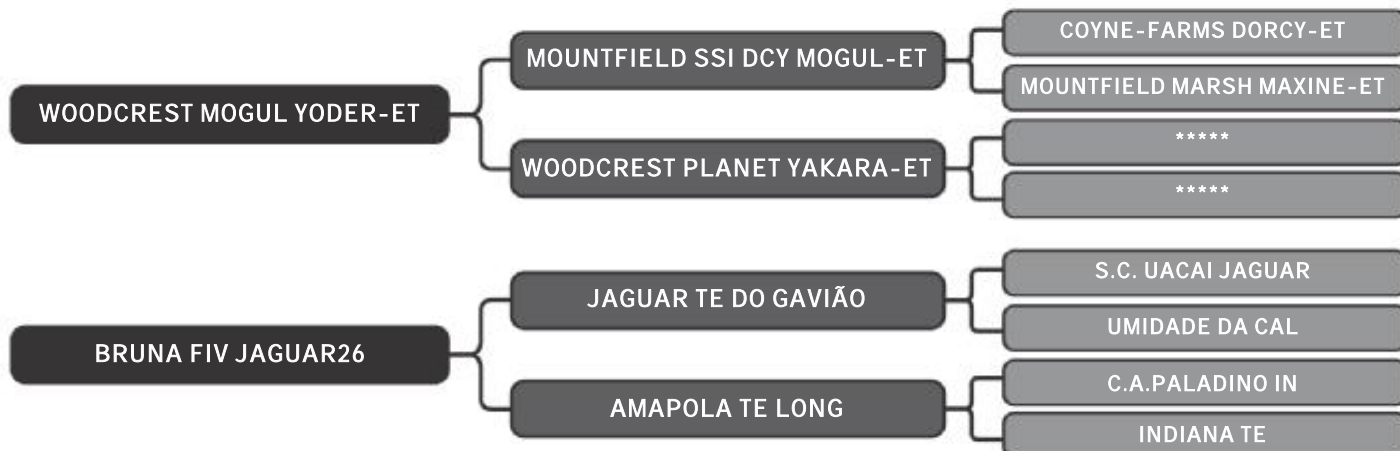 WOODCREST MOGUL YODER-ET
MOUNTFIELD SSI DCY MOGUL-ET
COYNE-FARMS DORCY-ET
MOUNTFIELD MARSH MAXINE-ET
WOODCREST PLANET YAKARA-ET
*****
*****
BRUNA FIV JAGUAR26
JAGUAR TE DO GAVIÃO
S.C. UACAI JAGUAR
UMIDADE DA CAL
AMAPOLA TE LONG
C.A.PALADINO IN
INDIANA TE